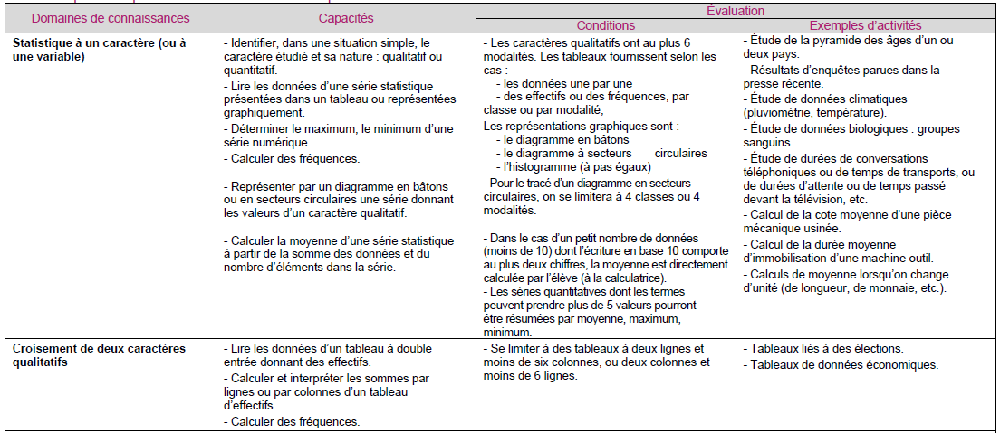 Domaines de connaissances
Capacités
Évaluation
Conditions
Exemples d'activités
Statistique à un caractère (ou à
une variable)
- Identifier, dans une situation simple, le
caractère étudié et sa nature : qualitatif ou
quantitatif.
- Lire les données d'une série statistique
présentées dans un tableau ou représentées
graphiquement.
- Déterminer le maximum, le minimum d'une
série numérique.
- Calculer des fréquences.
- Représenter par un diagramme en bâtons
ou en secteurs circulaires une série donnant
les valeurs d'un caractère qualitatif.
- Calculer la moyenne d'une série statistique
à partir de la somme des données et du
nombre d'éléments dans la série.
- Les caractères qualitatifs ont au plus 6
modalités. Les tableaux fournissent selon les
cas :
- les données une par une
- des effectifs ou des fréquences, par
classe ou par modalité,
Les représentations graphiques sont :
- le diagramme en bâtons
- le diagramme à secteurs circulaires
- l'histogramme (à pas égaux)
- Pour le tracé d'un diagramme en secteurs
circulaires, on se limitera à 4 classes ou 4
modalités.
- Dans le cas d'un petit nombre de données
(moins de 10) dont l'écriture en base 10 comporte
au plus deux chiffres, la moyenne est directement
calculée par l'élève (à la calculatrice).
- Les séries quantitatives dont les termes
peuvent prendre plus de 5 valeurs pourront
être résumées par moyenne, maximum,
minimum.
- Étude de la pyramide des âges d'un ou
deux pays.
- Résultats d'enquêtes parues dans la
presse récente.
- Étude de données climatiques
(pluviométrie, température).
- Étude de données biologiques : groupes
sanguins.
- Étude de durées de conversations
téléphoniques ou de temps de transports, ou
de durées d'attente ou de temps passé
devant la télévision, etc.
- Calcul de la cote moyenne d'une pièce
mécanique usinée.
- Calcul de la durée moyenne
d'immobilisation d'une machine outil.
- Calculs de moyenne lorsqu'on change
d'unité (de longueur, de monnaie, etc.).
Croisement de deux caractères
qualitatifs
- Lire les données d'un tableau à double
entrée donnant des effectifs.
- Calculer et interpréter les sommes par
lignes ou par colonnes d'un tableau
d'effectifs.
- Calculer des fréquences.
- Se limiter à des tableaux à deux lignes et
moins de six colonnes, ou deux colonnes et
moins de 6 lignes.
- Tableaux liés à des élections.
- Tableaux de données économiques.